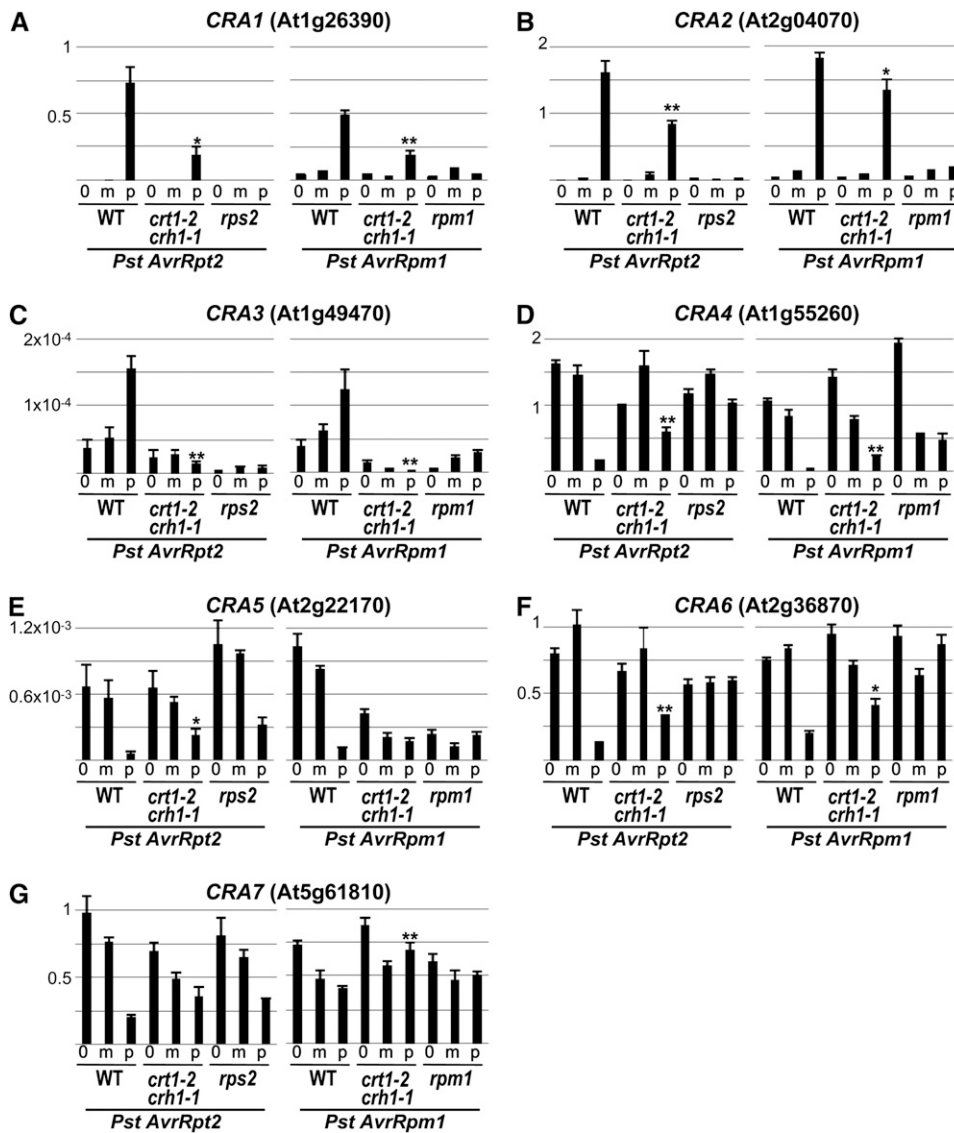 A CRA1 (At1g26390)
1
0.5
0 m p 0 m p 0 m p 0 m p 0 m p 0 m p
* **
WT crt1-2 crh1-1 rps2 WT crt1-2 crh1-1 rpm1
Pst AvrRpt2 Pst AvrRpm1
B CRA2 (At2g04070)
2
1
** *
0 m p 0 m p 0 m p 0 m p 0 m p 0 m p
WT crt1-2 crh1-1 rps2 WT crt1-2 crh1-1 rpm1
Pst AvrRpt2 Pst AvrRpm1
C CRA3 (At1g49470)
2x10-4
1x10-4
** **
0 m p 0 m p 0 m p 0 m p 0 m p 0 m p
WT crt1-2 crh1-1 rps2 WT crt1-2 crh1-1 rpm1
Pst AvrRpt2 Pst AvrRpm1
D CRA4 (At1g55260)
2
1
** **
0 m p 0 m p 0 m p 0 m p 0 m p 0 m p
WT crt1-2 crh1-1 rps2 WT crt1-2 crh1-1 rpm1
Pst AvrRpt2 Pst AvrRpm1
E CRA5 (At2g22170)
1.2x10-3
0.6x10-3
*
0 m p 0 m p 0 m p 0 m p 0 m p 0 m p
WT crt1-2 crh1-1 rps2 WT crt1-2 crh1-1 rpm1
Pst AvrRpt2 Pst AvrRpm1
F CRA6 (At2g36870)
1
0.5
** *
0 m p 0 m p 0 m p 0 m p 0 m p 0 m p
WT crt1-2 crh1-1 rps2 WT crt1-2 crh1-1 rpm1
Pst AvrRpt2 Pst AvrRpm1
G CRA7 (At5g61810)
1
0.5
**
0 m p 0 m p 0 m p 0 m p 0 m p 0 m p
WT crt1-2 crh1-1 rps2 WT crt1-2 crh1-1 rpm1
Pst AvrRpt2 Pst AvrRpm1